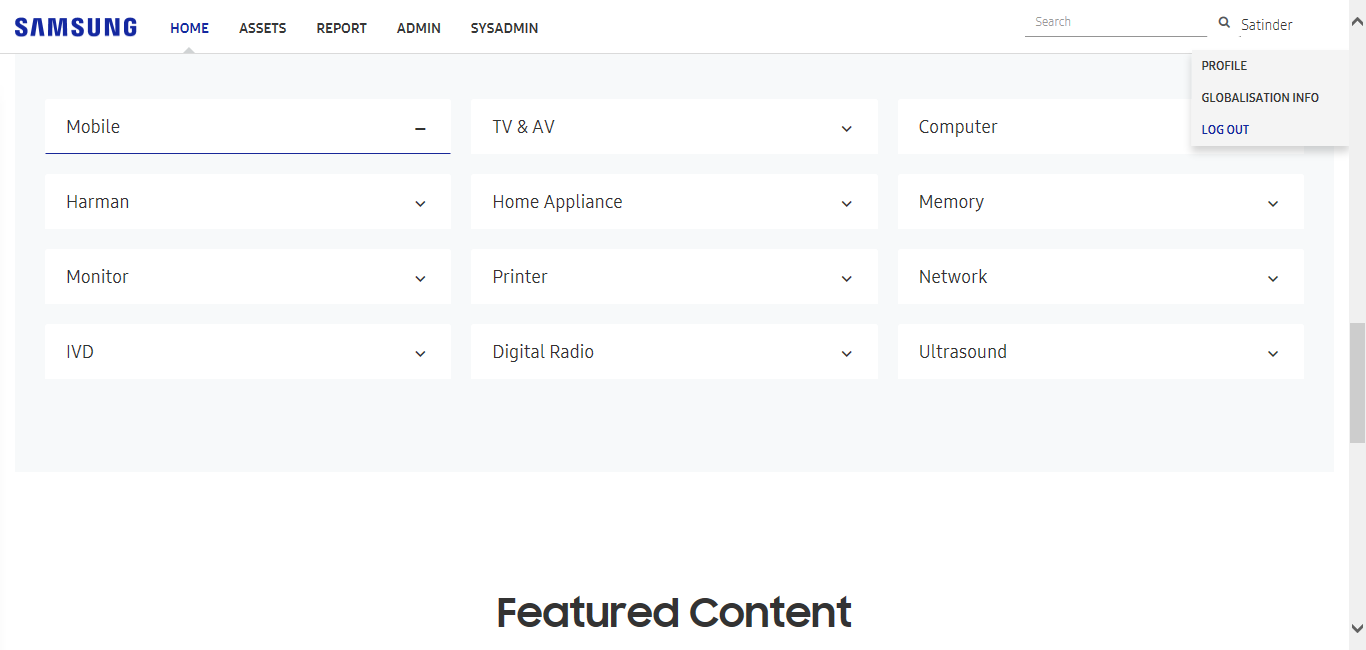 SAMSUNG HOME ASSETS REPORT ADMIN SYSADMIN Search Satinder
PROFILE
GLOBALISATION INFO
LOG OUT
Mobile TV & AV Computer
Harman Home Appliance Memory
Monitor Printer Network
IVD Digital Radio Ultrasound
Featured Content